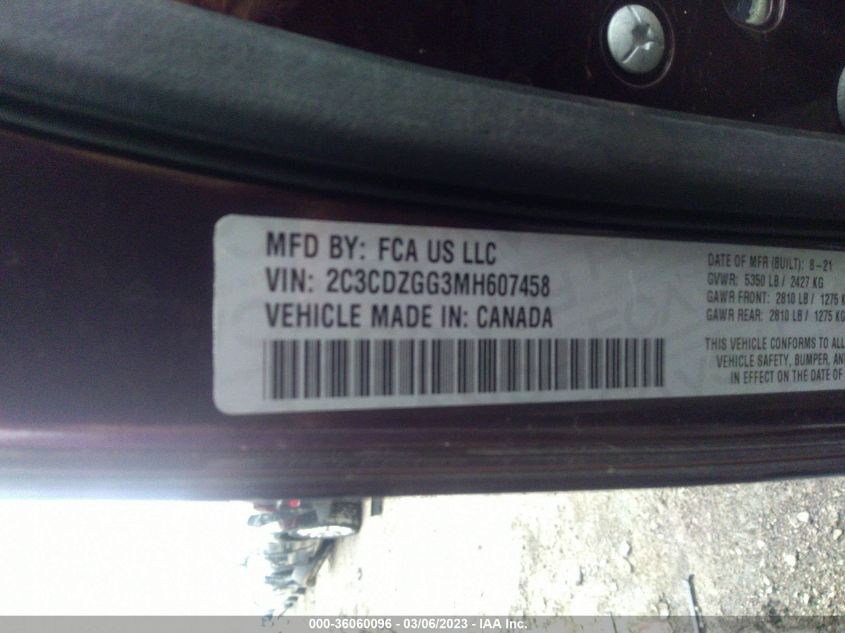 MFD BY: FCA US LLC
VIN: 2C3CDZGG3MH607458
VEHICLE MADE IN: CANADA
DATE OF MFR (BUILT): 8-21
GVWR: 5350 LB / 2427 KG
GAWR FRONT: 2810 LB / 1275 K
GAWR REAR: 2810 LB / 1275 KG
THIS VEHICLE CONFORMS TO ALL
VEHICLE SAFETY, BUMPER, AN
IN EFFECT ON THE DATE OF
000-36060096 - 03/06/2023 - IAA Inc.